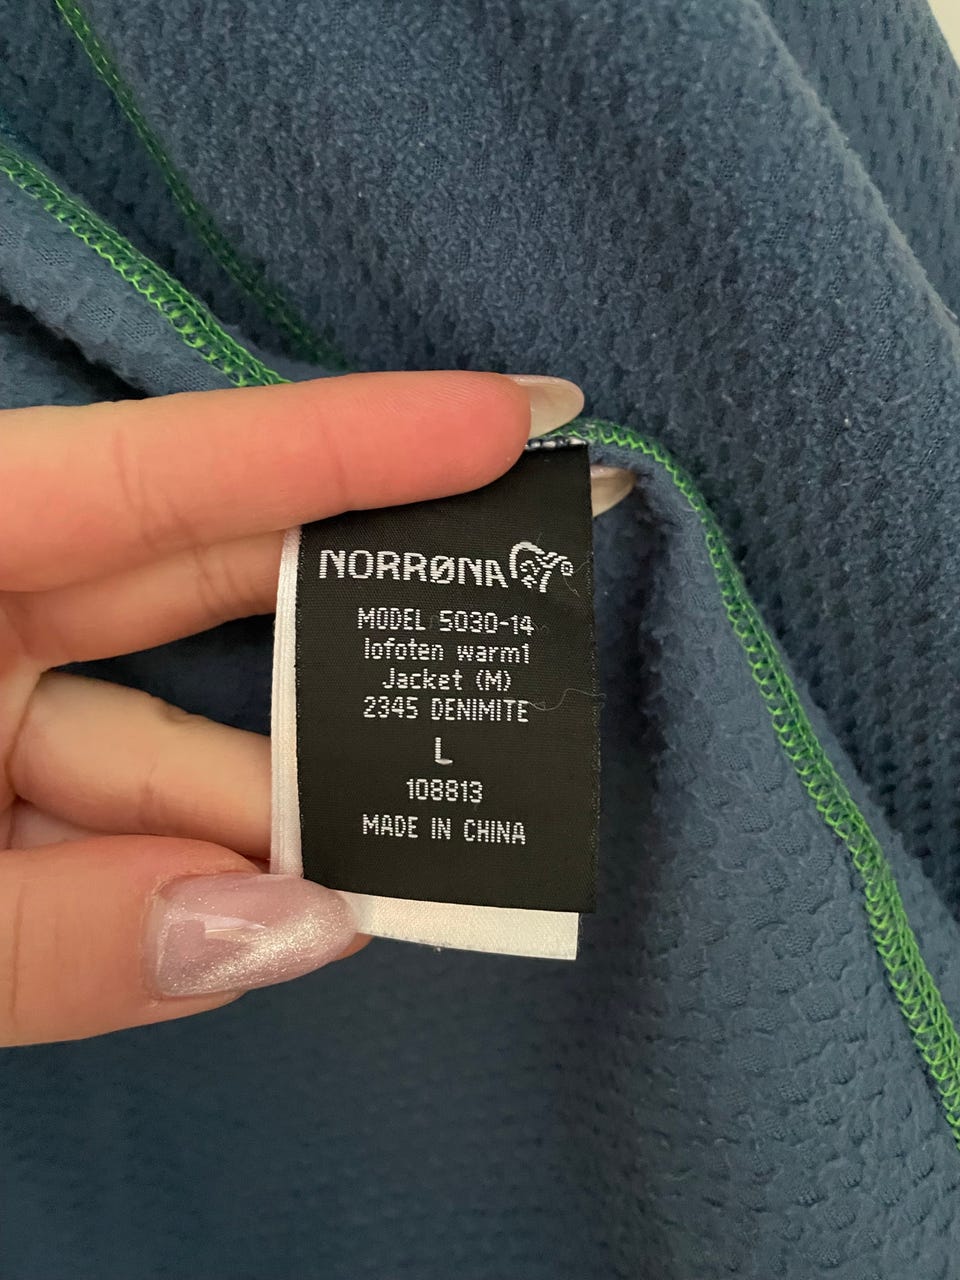 NORRØNA
MODEL 5030-14
lofoten warm1
Jacket (M)
2345 DENIMITE
L
108813
MADE IN CHINA